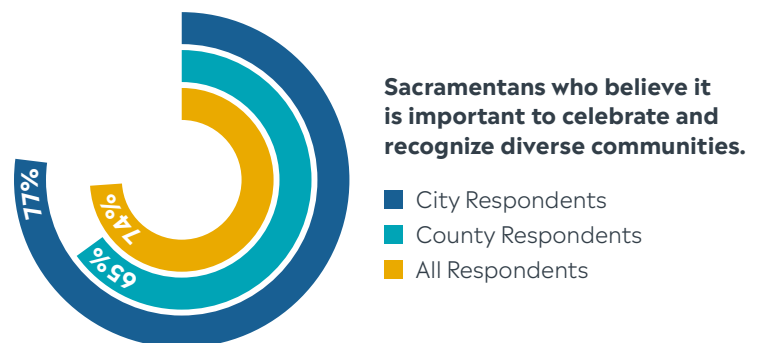 Sacramentans who believe it
is important to celebrate and
recognize diverse communities.
City Respondents
County Respondents
All Respondents
77%
65%
74%